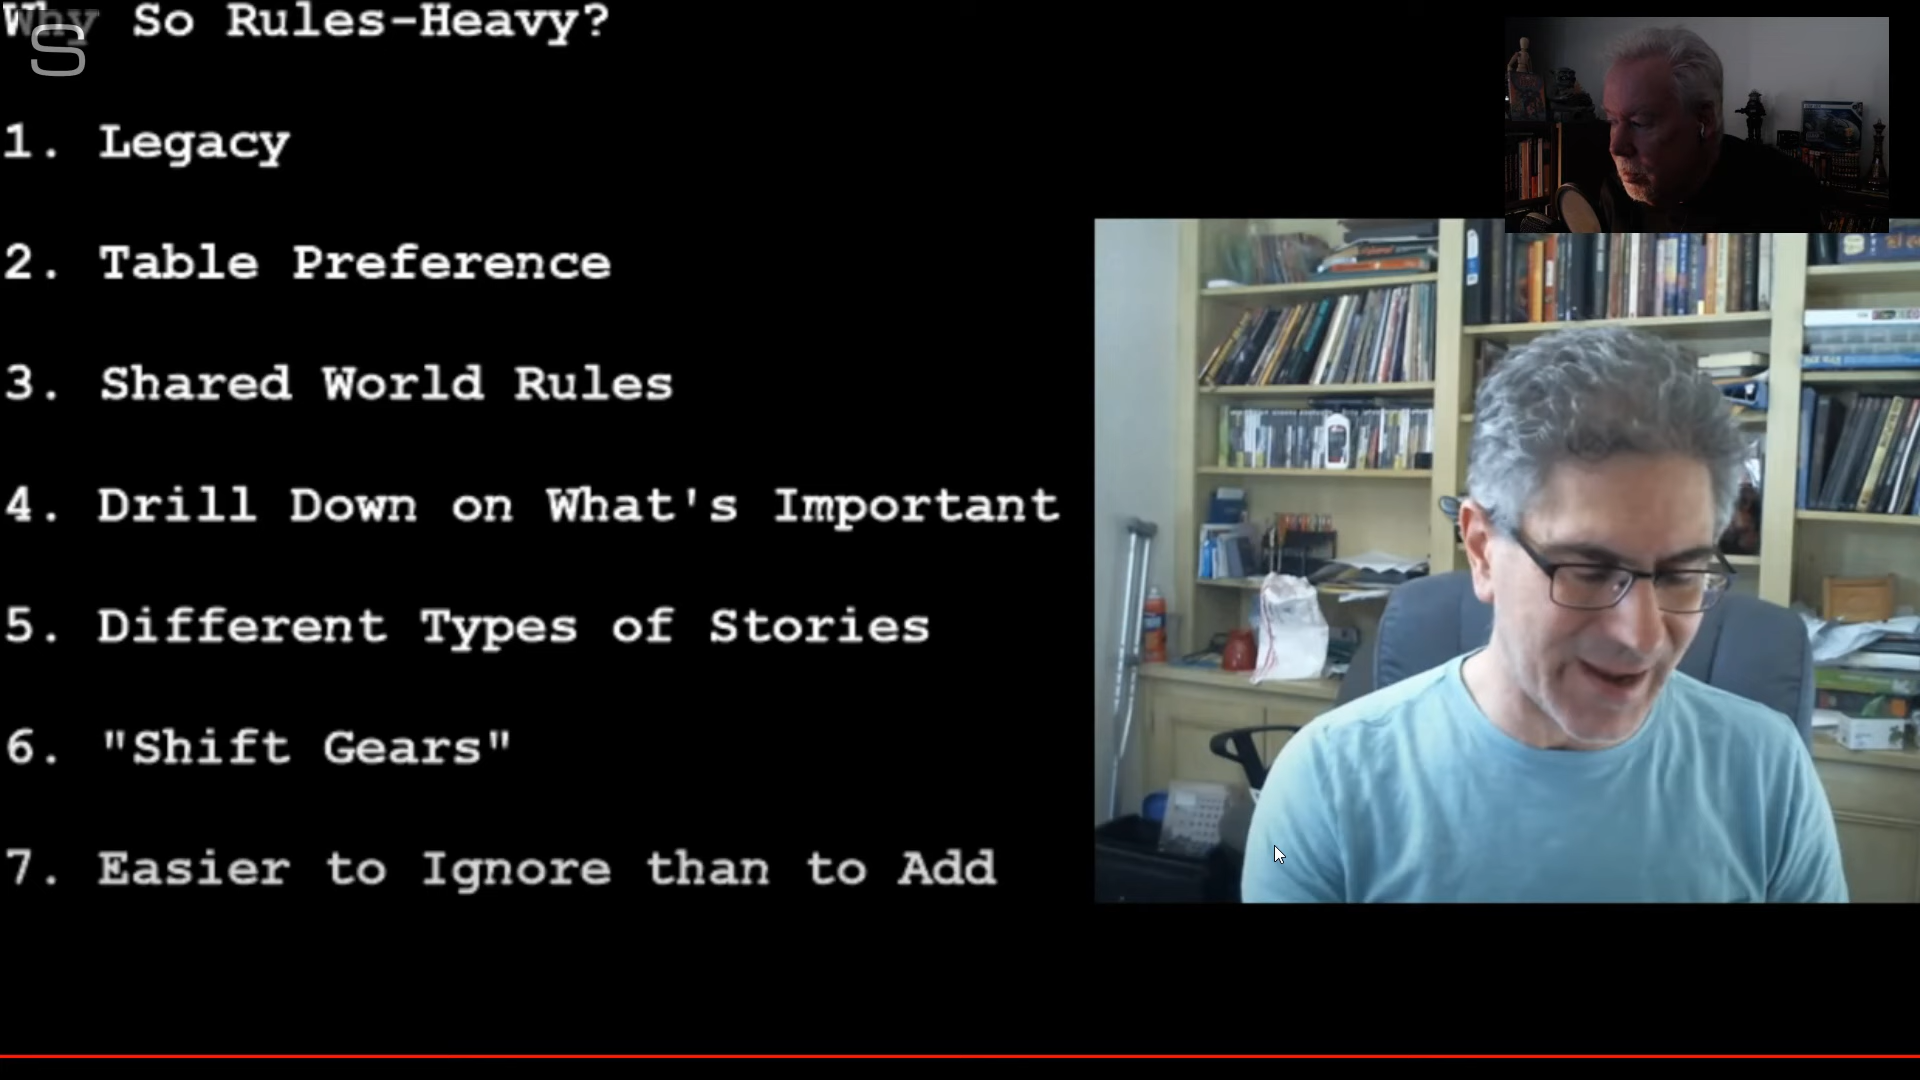 Why So Rules-Heavy?
S
1. Legacy
2. Table Preference
3. Shared World Rules
4. Drill Down on What's Important
5. Different Types of Stories
6. "Shift Gears"
7. Easier to Ignore than to Add